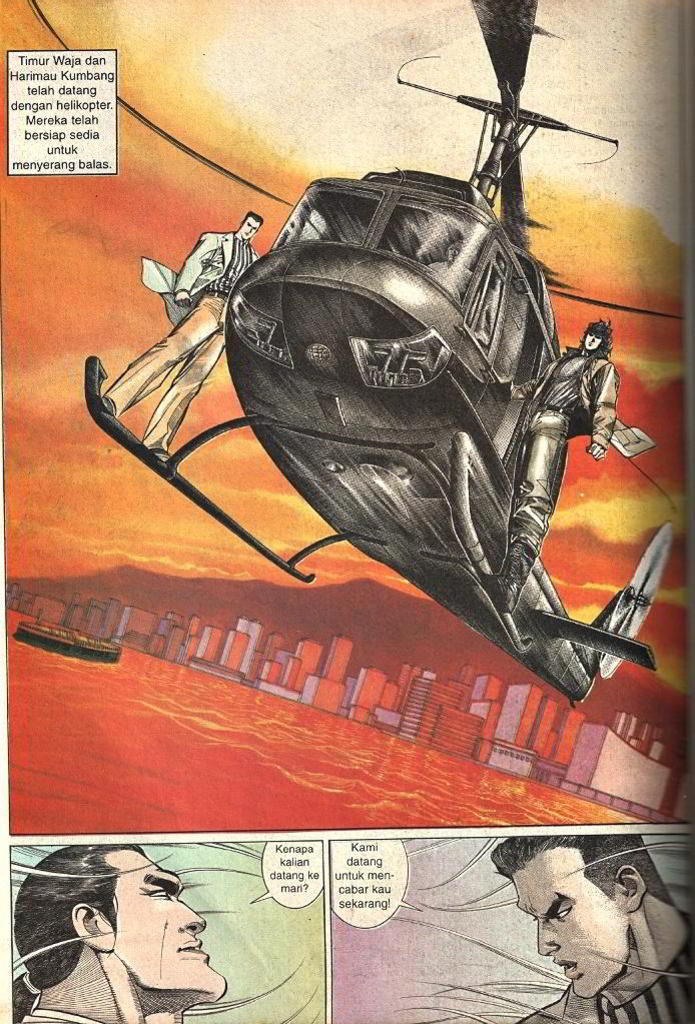 Timur Waja dan
Harimau Kumbang
telah datang
dengan helikopter.
Mereka telah
bersiap sedia
untuk
menyerang balas.
Kenapa
kalian
datang ke
mari?
Kami
datang
untuk men-
cabar kau
sekarang!